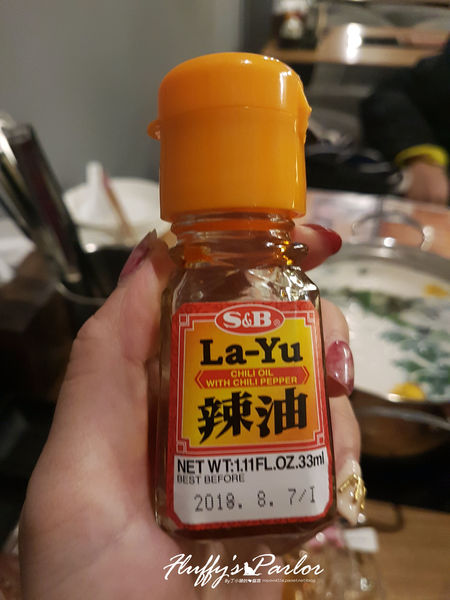 S&B®
La-Yu
CHILI OIL
WITH CHILI PEPPER
辣油
NET WT:1.11FL.OZ.33ml
BEST BEFORE
2018. 8. 7/I
Fluffy's Parlor